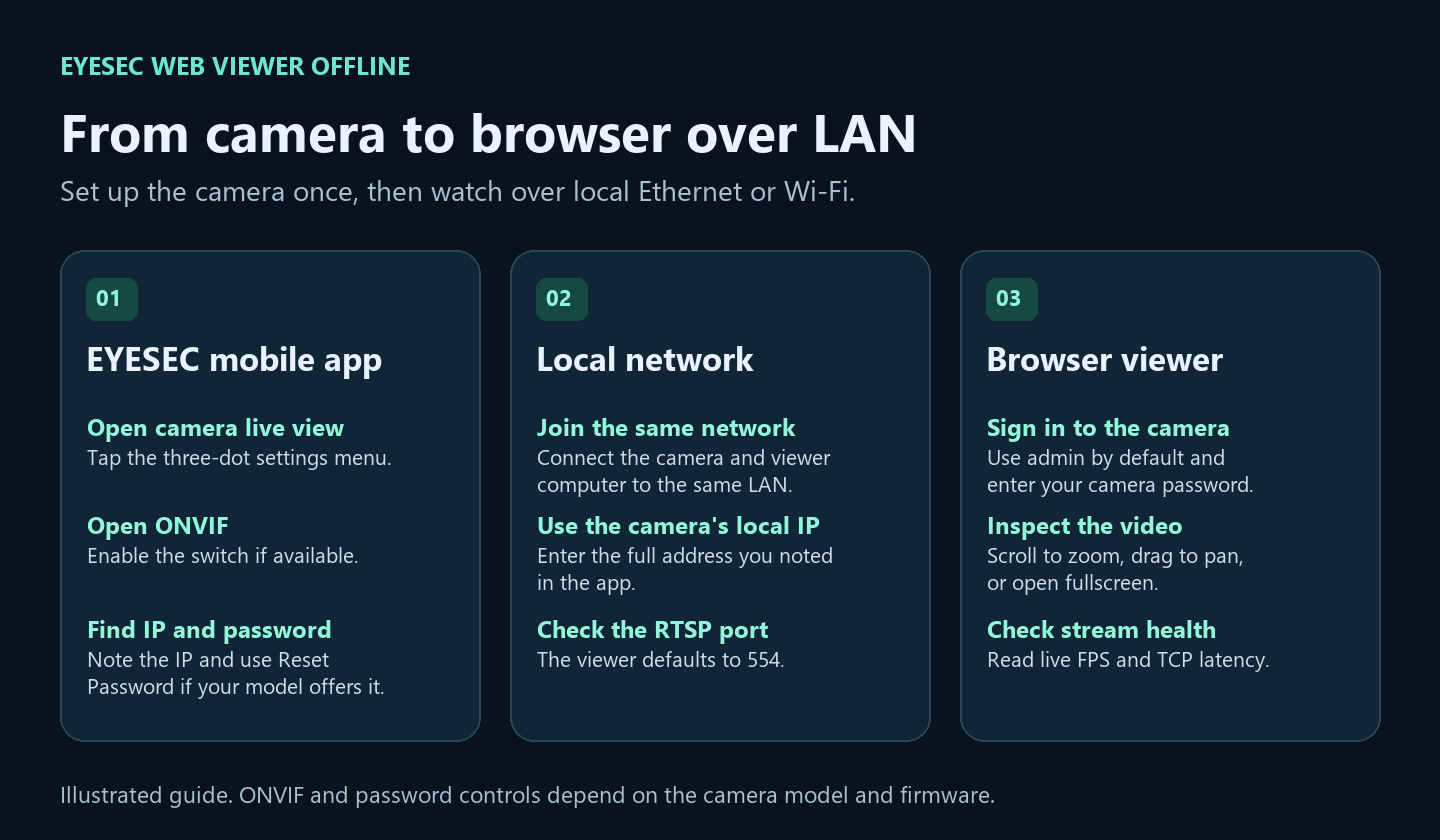 EYESEC WEB VIEWER OFFLINE
From camera to browser over LAN
Set up the camera once, then watch over local Ethernet or Wi-Fi.
01
EYESEC mobile app
Open camera live view
Tap the three-dot settings menu.
Open ONVIF
Enable the switch if available.
Find IP and password
Note the IP and use Reset
Password if your model offers it.
02
Local network
Join the same network
Connect the camera and viewer
computer to the same LAN.
Use the camera's local IP
Enter the full address you noted
in the app.
Check the RTSP port
The viewer defaults to 554.
03
Browser viewer
Sign in to the camera
Use admin by default and
enter your camera password.
Inspect the video
Scroll to zoom, drag to pan,
or open fullscreen.
Check stream health
Read live FPS and TCP latency.
Illustrated guide. ONVIF and password controls depend on the camera model and firmware.